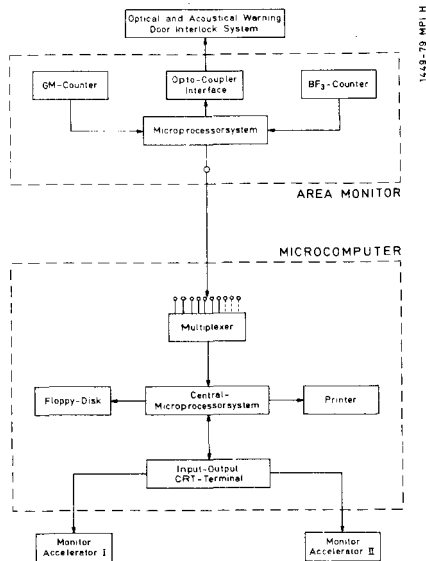 Optical and Acoustical Warning
Door Interlock System
1449-79 MPI H
GM-Counter
Opto-Coupler
Interface
BF₃-Counter
Microprocessorsystem
AREA MONITOR
MICROCOMPUTER
Multiplexer
Floppy-Disk
Central-
Microprocessorsystem
Printer
Input-Output
CRT-Terminal
Monitor
Accelerator I
Monitor
Accelerator II